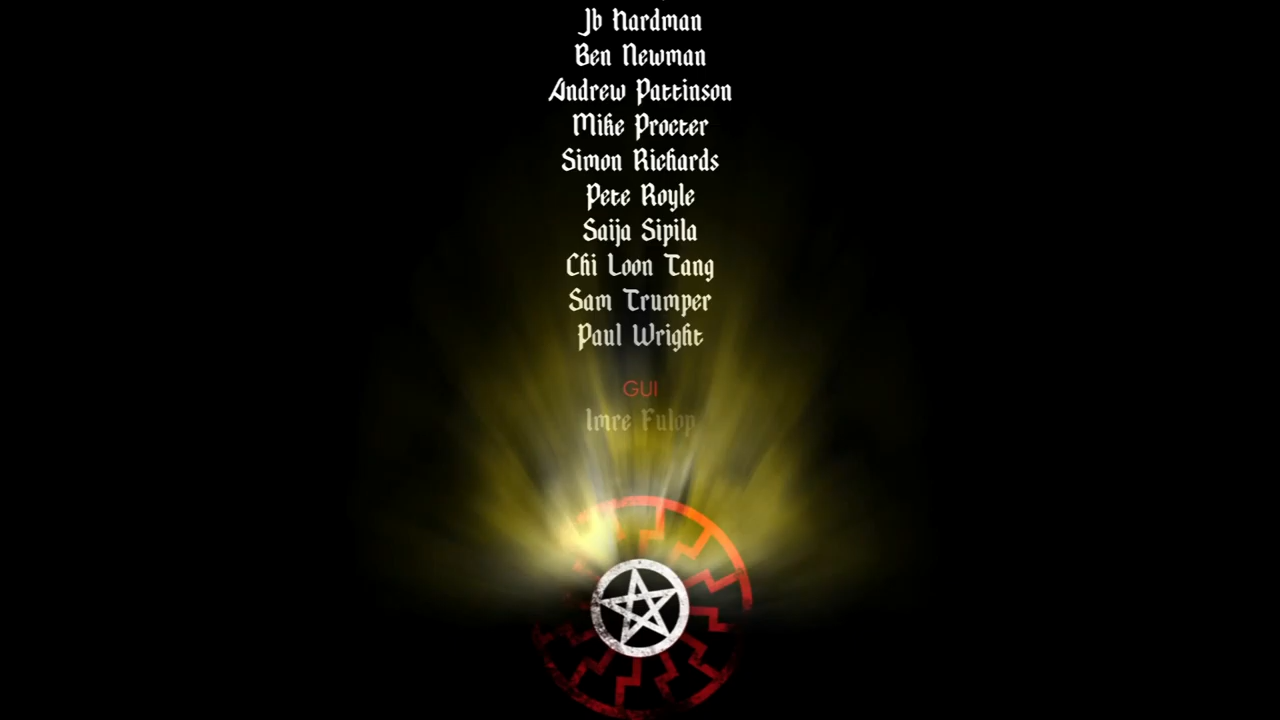 Jb Nardman
Ben Newman
Andrew Pattinson
Mike Procter
Simon Richards
Pete Royle
Saija Sipila
Chi Loon Tang
Sam Trumper
Paul Wright
GUI
Imre Fulop